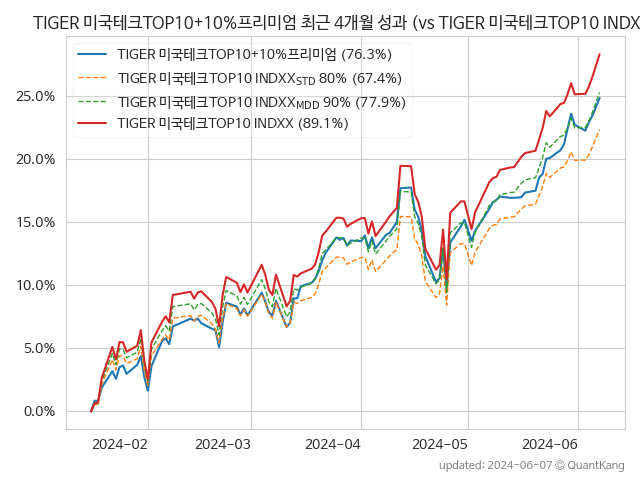 TIGER 미국테크TOP10+10%프리미엄 최근 4개월 성과 (vs TIGER 미국테크TOP10 INDX
TIGER 미국테크TOP10+10%프리미엄 (76.3%)
TIGER 미국테크TOP10 INDXXSTD 80% (67.4%)
TIGER 미국테크TOP10 INDXXMDD 90% (77.9%)
TIGER 미국테크TOP10 INDXX (89.1%)
25.0%
20.0%
15.0%
10.0%
5.0%
0.0%
2024-02 2024-03 2024-04 2024-05 2024-06
updated: 2024-06-07 © QuantKang